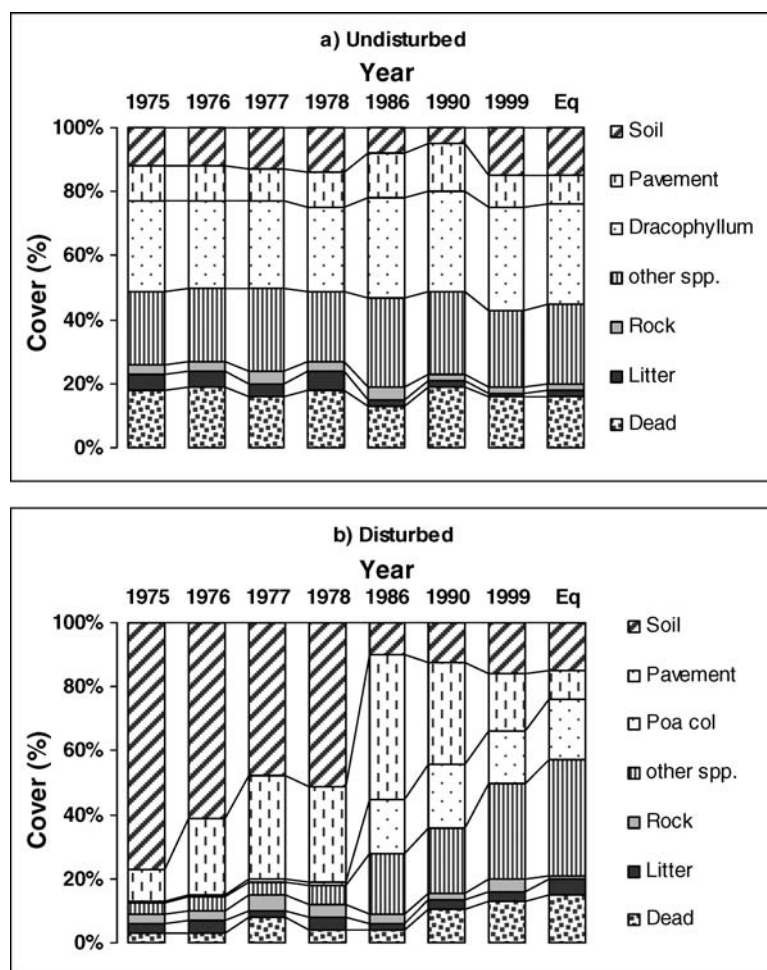 a) Undisturbed
Year
1975 1976 1977 1978 1986 1990 1999 Eq
100%
80%
60%
40%
20%
0%
Cover (%)
Soil
Pavement
Dracophyllum
other spp.
Rock
Litter
Dead
b) Disturbed
Year
1975 1976 1977 1978 1986 1990 1999 Eq
100%
80%
60%
40%
20%
0%
Cover (%)
Soil
Pavement
Poa col
other spp.
Rock
Litter
Dead